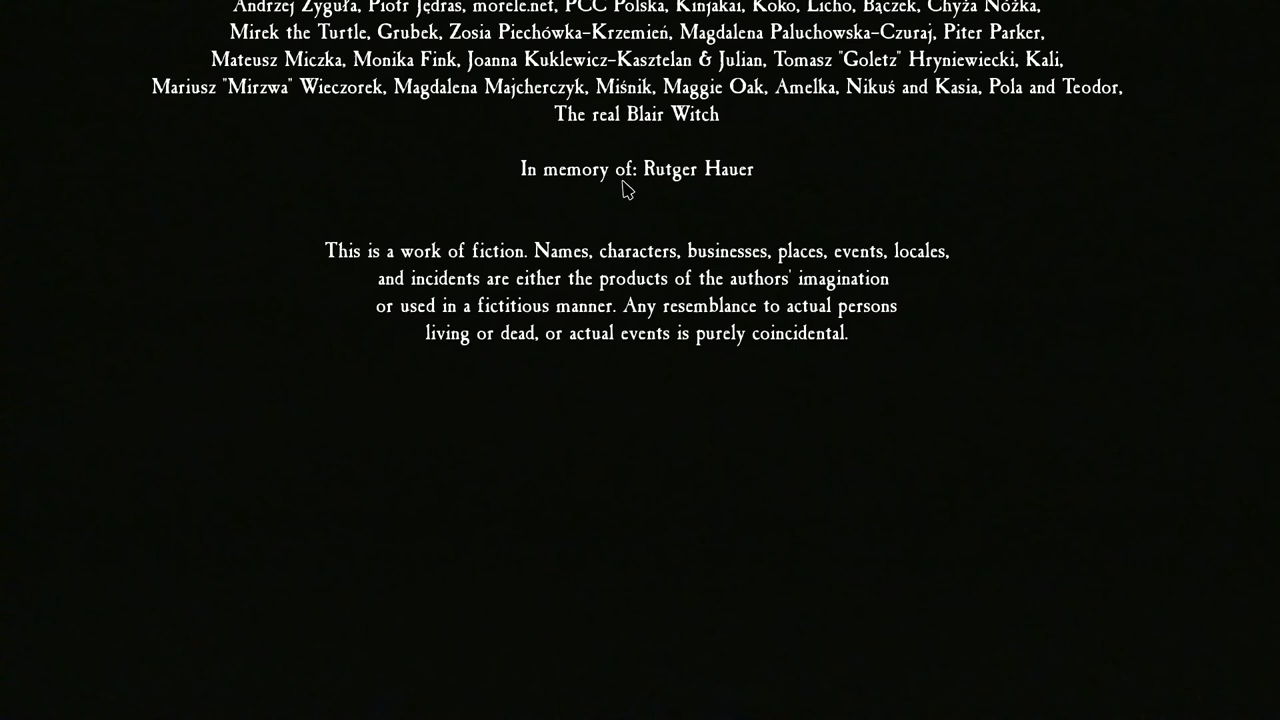 Andrzej Zyguła, Piotr Jędras, morele.net, PCC Polska, Kinjakai, Koko, Licho, Bączek, Chyża Nóżka,
Mirek the Turtle, Grubek, Zosia Piechówka-Krzemień, Magdalena Paluchowska-Czuraj, Piter Parker,
Mateusz Miczka, Monika Fink, Joanna Kuklewicz-Kasztelan & Julian, Tomasz "Goletz" Hryniewiecki, Kali,
Mariusz "Mirzwa" Wieczorek, Magdalena Majcherczyk, Miśnik, Maggie Oak, Amelka, Nikuś and Kasia, Pola and Teodor,
The real Blair Witch
In memory of: Rutger Hauer
This is a work of fiction. Names, characters, businesses, places, events, locales,
and incidents are either the products of the authors' imagination
or used in a fictitious manner. Any resemblance to actual persons
living or dead, or actual events is purely coincidental.